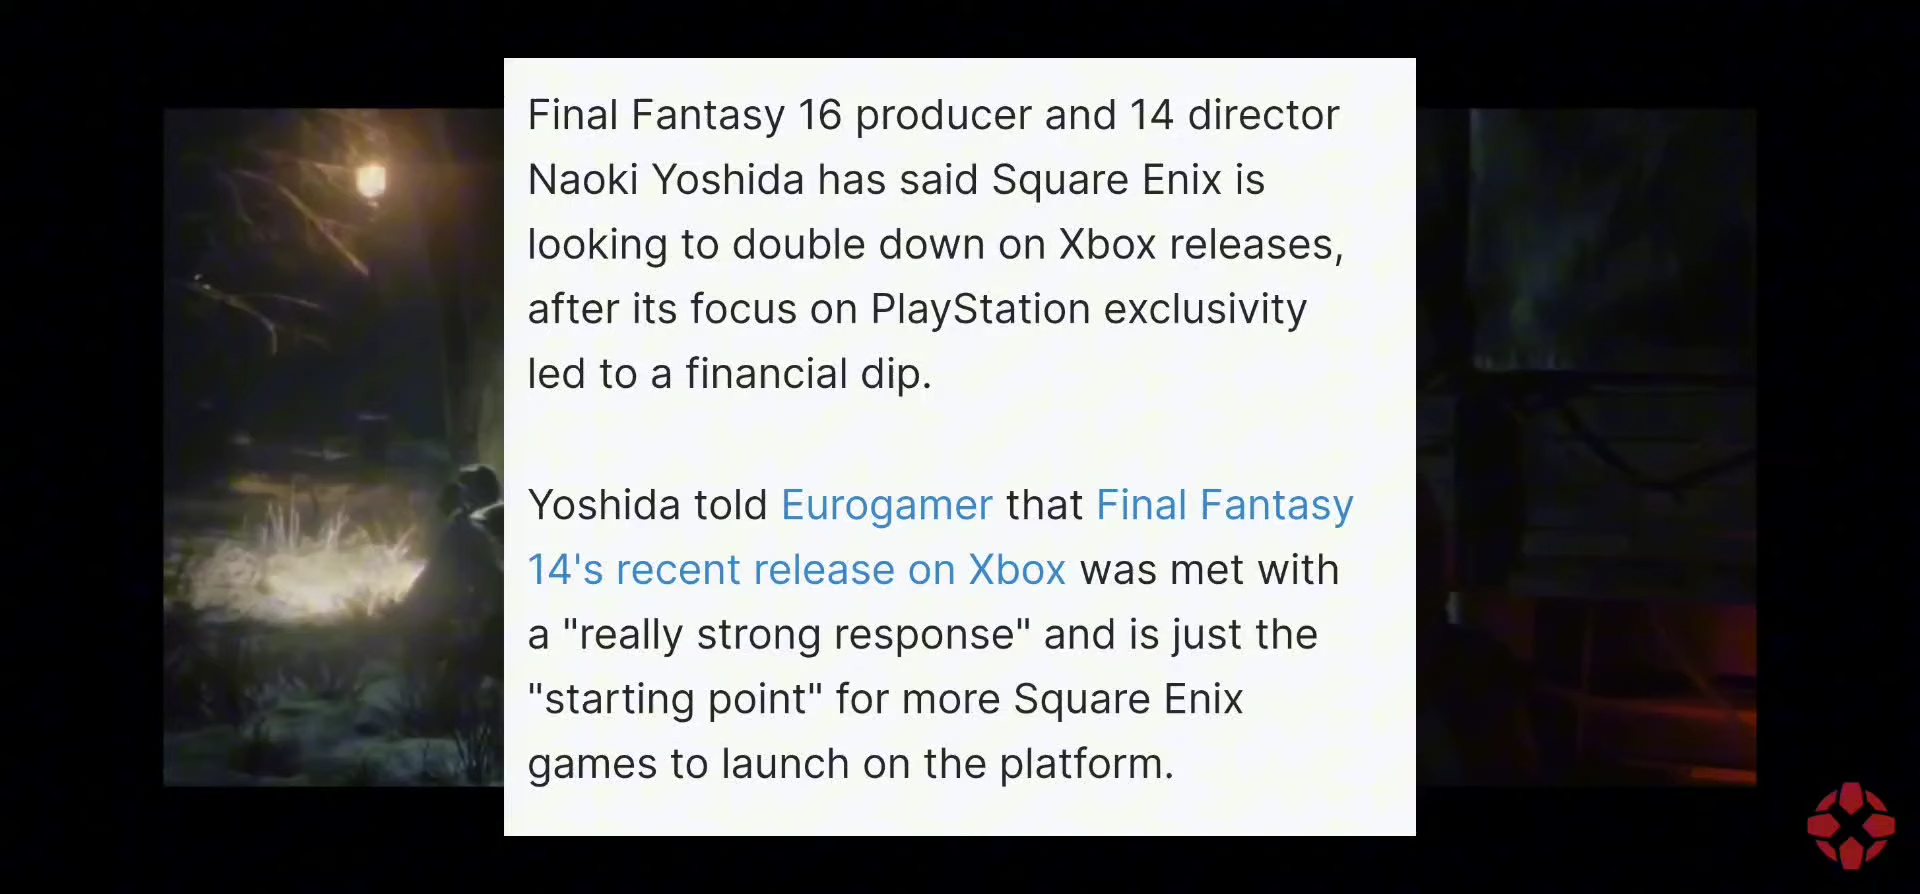 Final Fantasy 16 producer and 14 director
Naoki Yoshida has said Square Enix is
looking to double down on Xbox releases,
after its focus on PlayStation exclusivity
led to a financial dip.
Yoshida told Eurogamer that Final Fantasy
14's recent release on Xbox was met with
a "really strong response" and is just the
"starting point" for more Square Enix
games to launch on the platform.